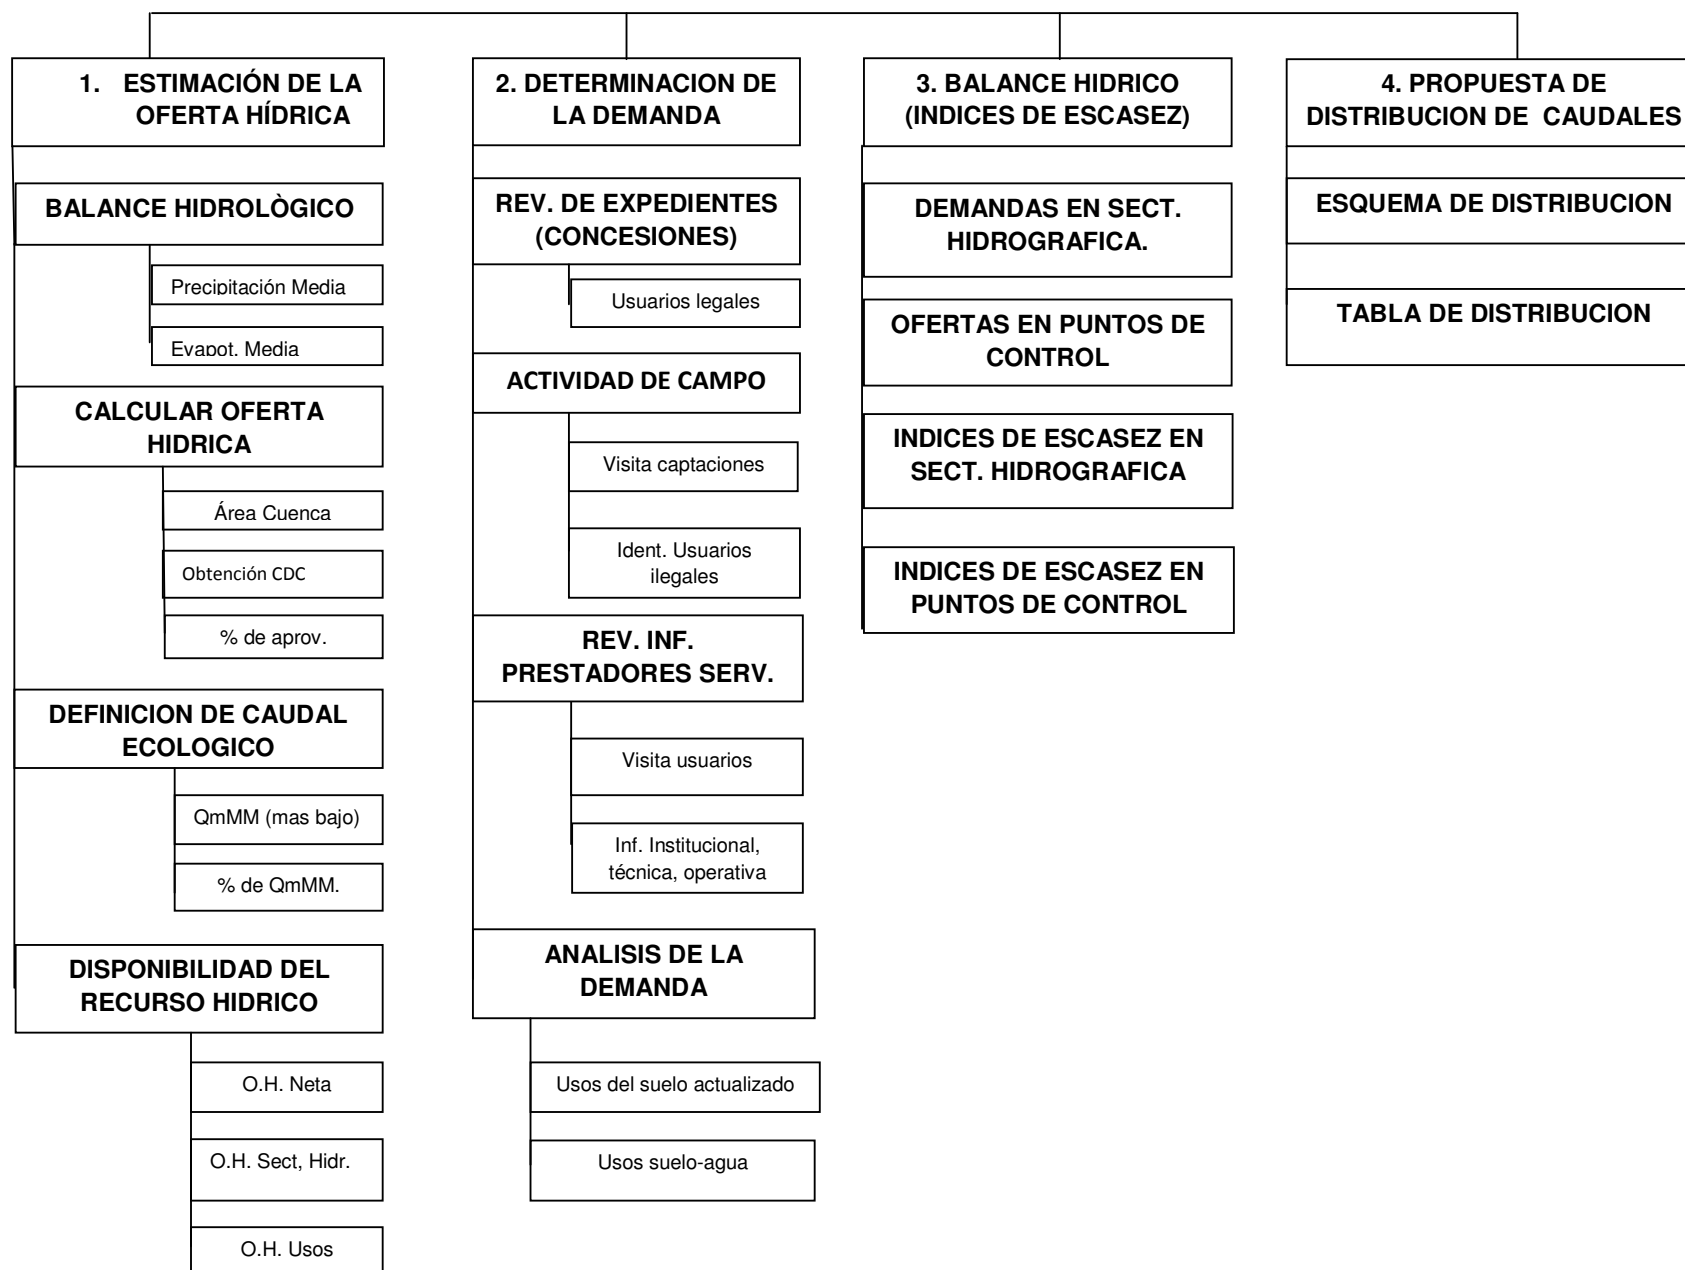 1. ESTIMACIÓN DE LA
OFERTA HÍDRICA
BALANCE HIDROLÒGICO
Precipitación Media
Evapot. Media
CALCULAR OFERTA
HIDRICA
Área Cuenca
Obtención CDC
% de aprov.
DEFINICION DE CAUDAL
ECOLOGICO
QmMM (mas bajo)
% de QmMM.
DISPONIBILIDAD DEL
RECURSO HIDRICO
O.H. Neta
O.H. Sect, Hidr.
O.H. Usos
2. DETERMINACION DE
LA DEMANDA
REV. DE EXPEDIENTES
(CONCESIONES)
Usuarios legales
ACTIVIDAD DE CAMPO
Visita captaciones
Ident. Usuarios
ilegales
REV. INF.
PRESTADORES SERV.
Visita usuarios
Inf. Institucional,
técnica, operativa
ANALISIS DE LA
DEMANDA
Usos del suelo actualizado
Usos suelo-agua
3. BALANCE HIDRICO
(INDICES DE ESCASEZ)
DEMANDAS EN SECT.
HIDROGRAFICA.
OFERTAS EN PUNTOS DE
CONTROL
INDICES DE ESCASEZ EN
SECT. HIDROGRAFICA
INDICES DE ESCASEZ EN
PUNTOS DE CONTROL
4. PROPUESTA DE
DISTRIBUCION DE CAUDALES
ESQUEMA DE DISTRIBUCION
TABLA DE DISTRIBUCION